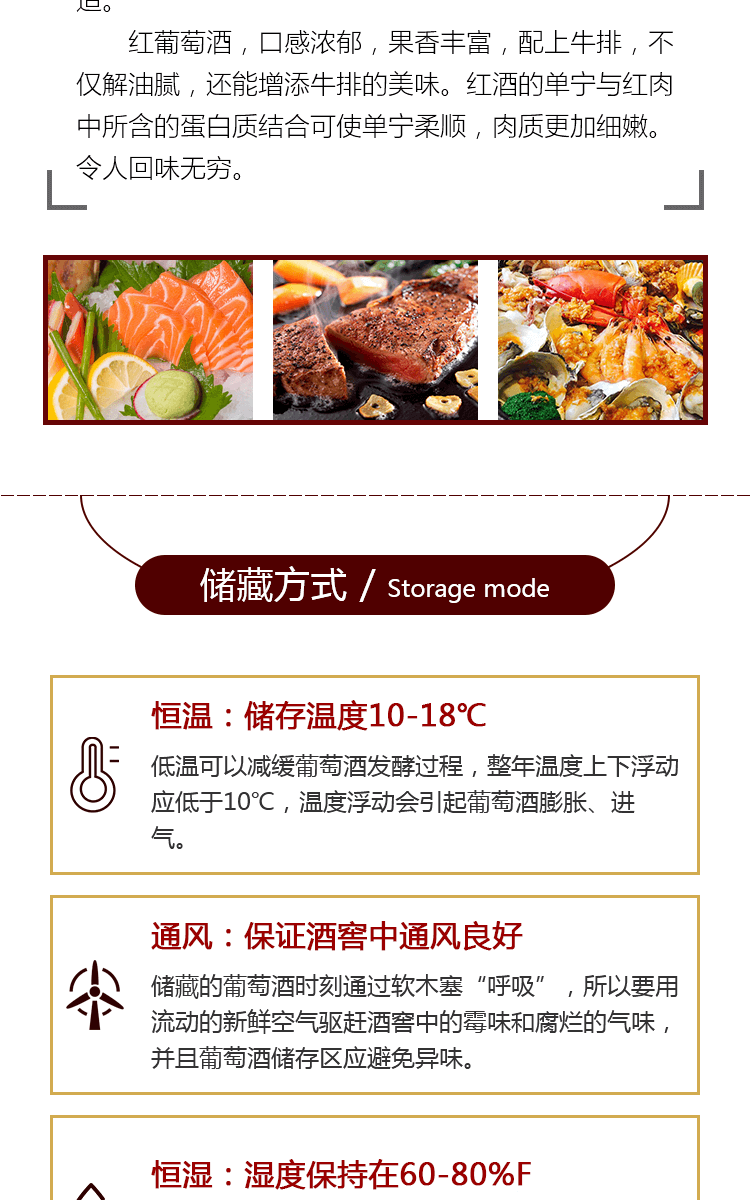 红葡萄酒，口感浓郁，果香丰富，配上牛排，不
仅解油腻，还能增添牛排的美味。红酒的单宁与红肉
中所含的蛋白质结合可使单宁柔顺，肉质更加细嫩。
令人回味无穷。
储藏方式 / Storage mode
恒温：储存温度10-18℃
低温可以减缓葡萄酒发酵过程，整年温度上下浮动
应低于10℃，温度浮动会引起葡萄酒膨胀、进
气。
通风：保证酒窖中通风良好
储藏的葡萄酒时刻通过软木塞“呼吸”，所以要用
流动的新鲜空气驱赶酒窖中的霉味和腐烂的气味，
并且葡萄酒储存区应避免异味。
恒湿：湿度保持在60-80%F